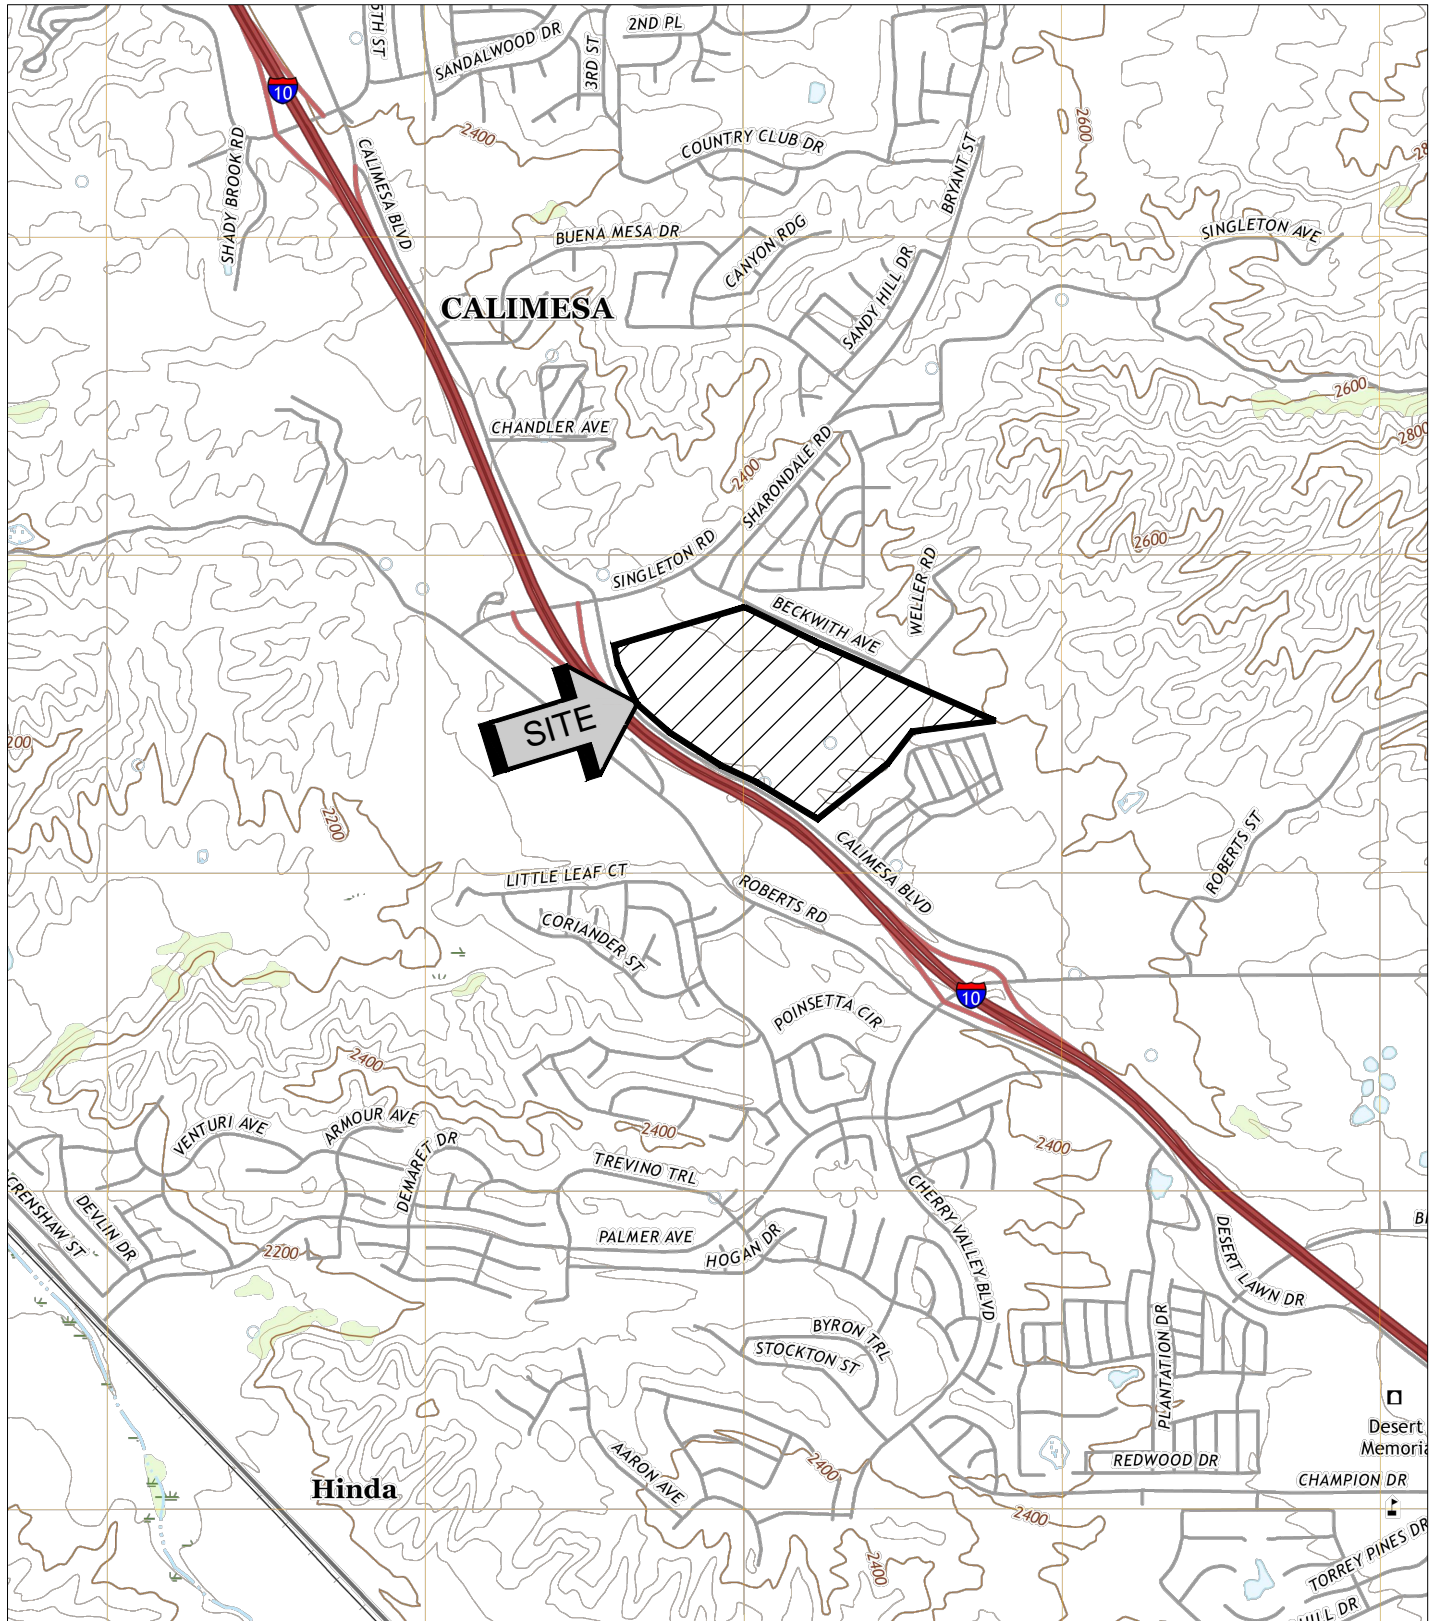 5TH ST
SANDALWOOD DR
3RD ST
2ND PL
10
2400
2600
COUNTRY CLUB DR
SHADY BROOK RD
CALIMESA BLVD
BRYANT ST
BUENA MESA DR
CANYON RDG
SINGLETON AVE
SANDY HILL DR
CALIMESA
2600
CHANDLER AVE
2800
2400
SHARONDALE RD
2600
SINGLETON RD
WELLER RD
BECKWITH AVE
SITE
200
2200
ROBERTS ST
CALIMESA BLVD
LITTLE LEAF CT
ROBERTS RD
CORIANDER ST
10
POINSETTA CIR
2400
VENTURI AVE
ARMOUR AVE
2400
DEMARET DR
2400
TREVINO TRL
CRENSHAW ST
DEVLIN DR
CHERRY VALLEY BLVD
2200
PALMER AVE
HOGAN DR
DESERT LAWN DR
BYRON TRL
STOCKTON ST
PLANTATION DR
Desert
Memoria
AARON AVE
2400
REDWOOD DR
CHAMPION DR
Hinda
2400
2400
TORREY PINES DR
HILL DR